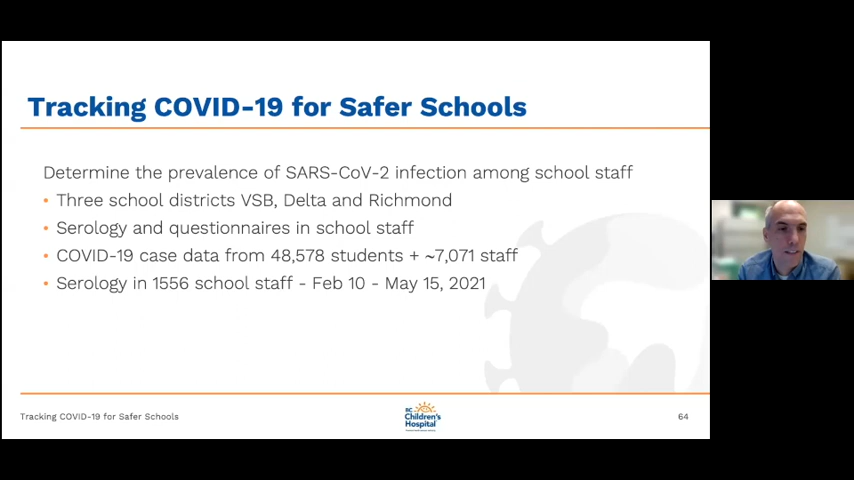 Tracking COVID-19 for Safer Schools
Determine the prevalence of SARS-CoV-2 infection among school staff
• Three school districts VSB, Delta and Richmond
• Serology and questionnaires in school staff
• COVID-19 case data from 48,578 students + ~7,071 staff
• Serology in 1556 school staff - Feb 10 - May 15, 2021
Tracking COVID-19 for Safer Schools
BC
Children's
Hospital
64